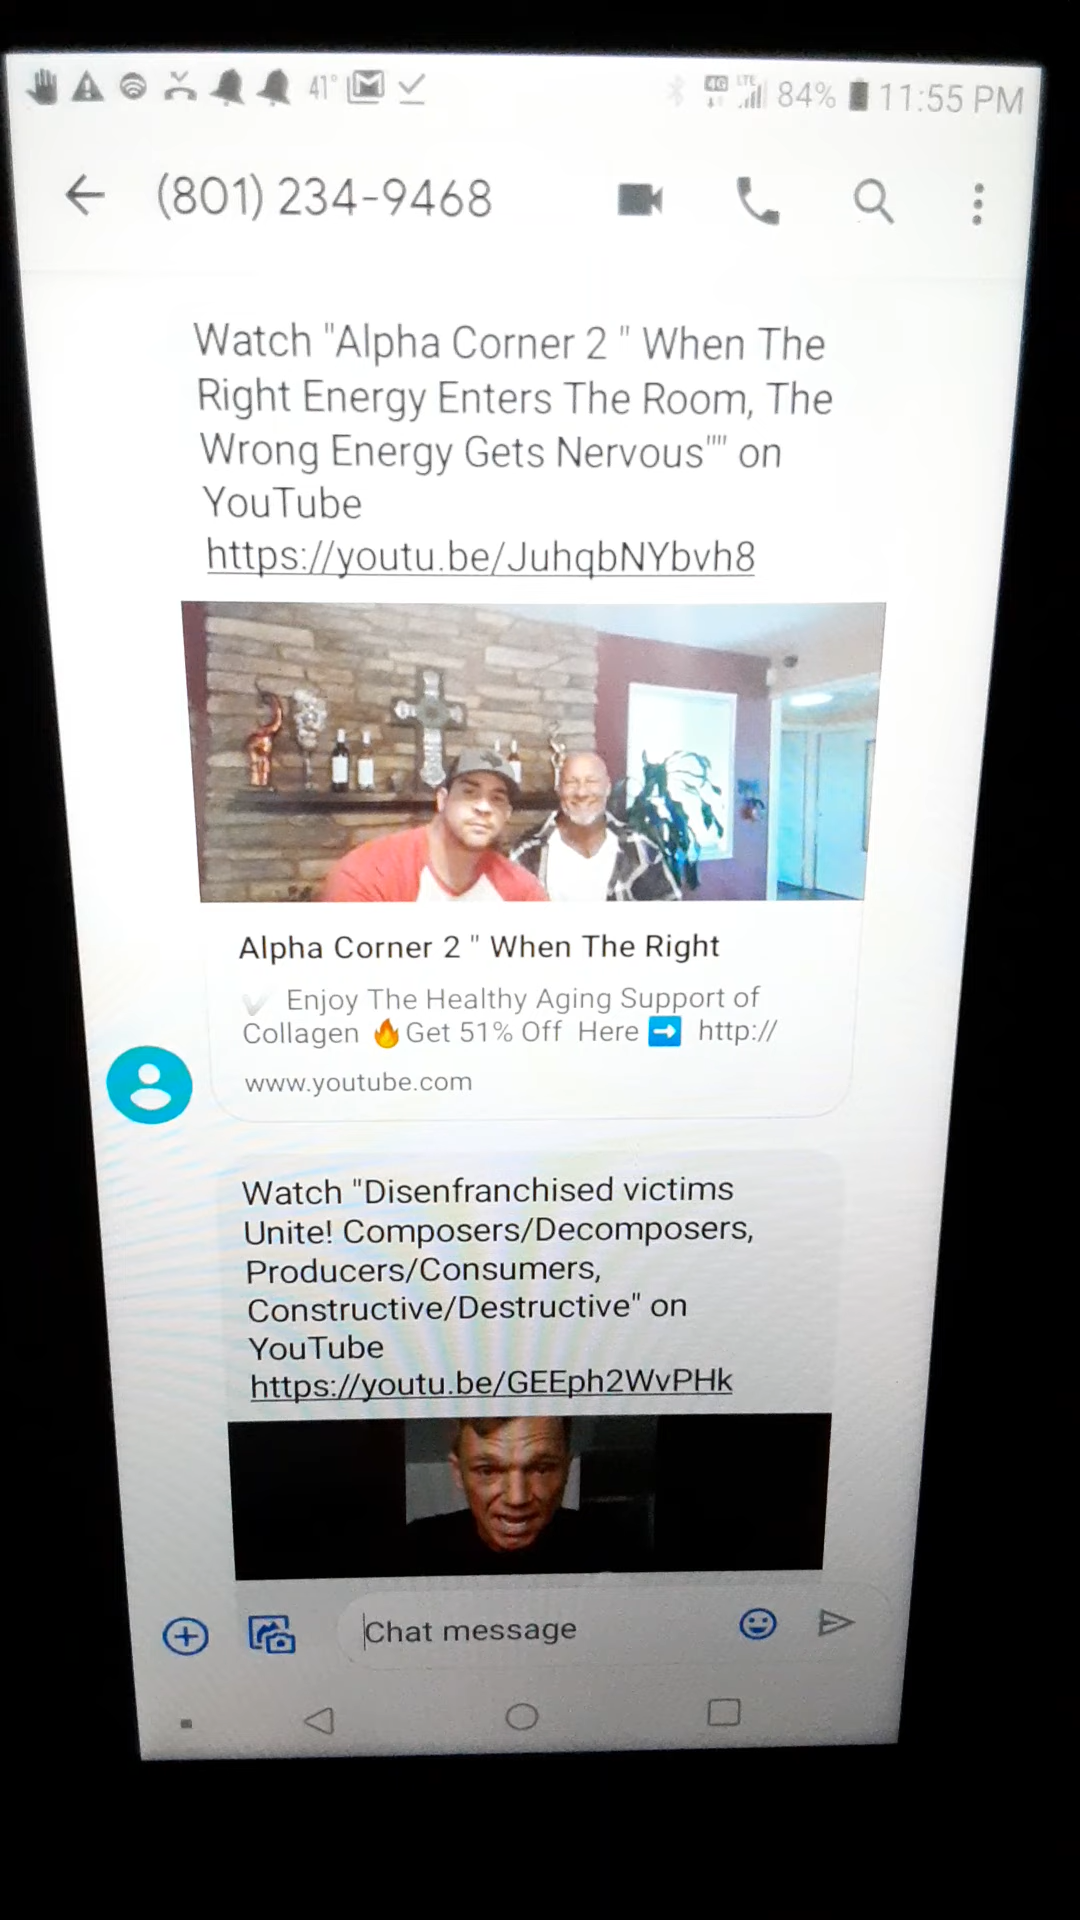 41° 4G LTE 84% 11:55 PM
(801) 234-9468
Watch "Alpha Corner 2 " When The
Right Energy Enters The Room, The
Wrong Energy Gets Nervous"" on
YouTube
https://youtu.be/JuhqbNYbvh8
Alpha Corner 2 " When The Right
✓ Enjoy The Healthy Aging Support of
Collagen 🔥Get 51% Off Here ➡️ http://
www.youtube.com
Watch "Disenfranchised victims
Unite! Composers/Decomposers,
Producers/Consumers,
Constructive/Destructive" on
YouTube
https://youtu.be/GEEph2WvPHk
Chat message